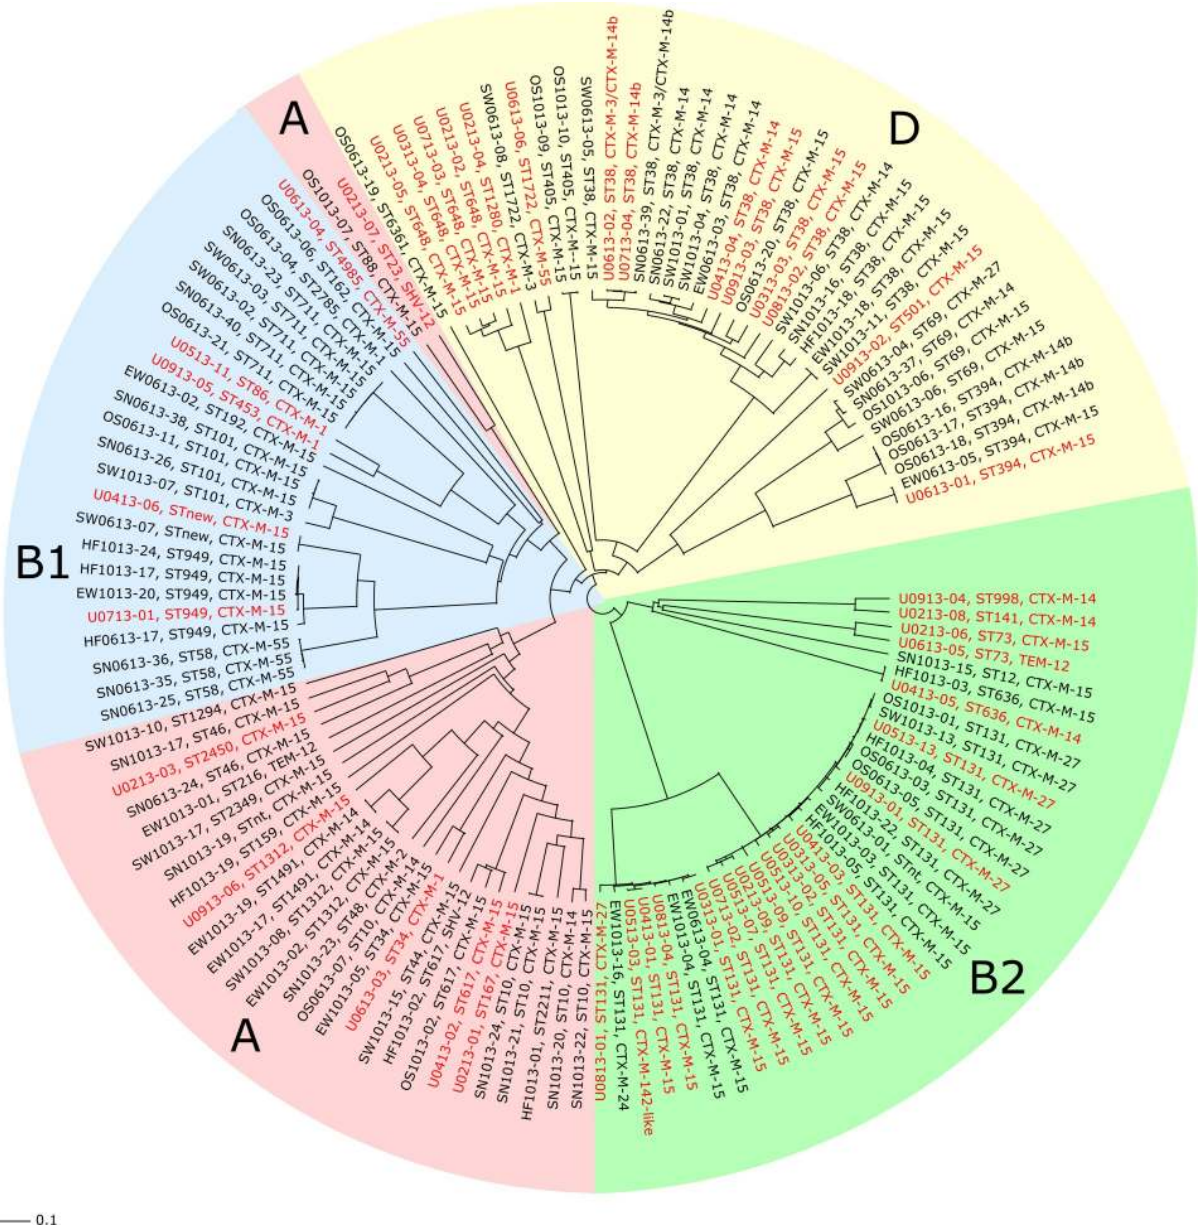 A
D
B1
B2
A
OS0613-19, ST6361, CTX-M-15
U0213-05, ST648, CTX-M-15
U0313-04, ST648, CTX-M-15
U0713-03, ST648, CTX-M-15
U0213-02, ST648, CTX-M-15
U0213-04, ST1280, CTX-M-1
SW0613-08, ST1722, CTX-M-3
U0613-06, ST1722, CTX-M-55
OS1013-09, ST405, CTX-M-15
OS1013-10, ST405, CTX-M-15
SW0613-05, ST38, CTX-M-15
U0613-02, ST38, CTX-M-3/CTX-M-14b
U0713-04, ST38, CTX-M-14b
SN0613-39, ST38, CTX-M-3/CTX-M-14b
SN0613-22, ST38, CTX-M-14
SW1013-01, ST38, CTX-M-14
SW1013-04, ST38, CTX-M-14
EW0613-03, ST38, CTX-M-14
U0413-04, ST38, CTX-M-14
U0913-03, ST38, CTX-M-15
OS0613-20, ST38, CTX-M-15
U0313-03, ST38, CTX-M-15
U0813-02, ST38, CTX-M-15
SW1013-06, ST38, CTX-M-14
SN1013-16, ST38, CTX-M-15
HF1013-18, ST38, CTX-M-15
EW1013-18, ST38, CTX-M-15
SW1013-11, ST38, CTX-M-15
U0913-02, ST501, CTX-M-15
SW0613-04, ST69, CTX-M-27
SN0613-37, ST69, CTX-M-14
OS1013-06, ST69, CTX-M-15
SW0613-06, ST69, CTX-M-15
OS0613-16, ST394, CTX-M-14b
OS0613-17, ST394, CTX-M-14b
OS0613-18, ST394, CTX-M-14b
EW0613-05, ST394, CTX-M-15
U0613-01, ST394, CTX-M-15
U0913-04, ST998, CTX-M-14
U0213-08, ST141, CTX-M-14
U0213-06, ST73, CTX-M-15
U0613-05, ST73, TEM-12
SN1013-15, ST12, CTX-M-15
HF1013-03, ST636, CTX-M-15
U0413-05, ST636, CTX-M-14
OS1013-01, ST131, CTX-M-27
SW1013-13, ST131, CTX-M-27
U0513-13, ST131, CTX-M-27
HF1013-04, ST131, CTX-M-27
OS0613-03, ST131, CTX-M-27
OS0613-05, ST131, CTX-M-27
U0913-01, ST131, CTX-M-27
HF1013-22, ST131, CTX-M-27
SW0613-01, STnt, CTX-M-15
EW1013-03, ST131, CTX-M-15
HF1013-05, ST131, CTX-M-15
U0413-03, ST131, CTX-M-15
U0313-05, ST131, CTX-M-15
U0313-02, ST131, CTX-M-15
U0513-10, ST131, CTX-M-15
U0513-09, ST131, CTX-M-15
U0213-09, ST131, CTX-M-15
U0513-07, ST131, CTX-M-15
U0713-02, ST131, CTX-M-15
U0313-01, ST131, CTX-M-15
EW0613-04, ST131, CTX-M-15
EW1013-04, ST131, CTX-M-15
U0813-04, ST131, CTX-M-15
U0413-01, ST131, CTX-M-15
U0513-03, ST131, CTX-M-142-like
EW1013-16, ST131, CTX-M-24
U0813-01, ST131, CTX-M-27
SN1013-22, ST10, CTX-M-15
SN1013-20, ST10, CTX-M-14
HF1013-01, ST2211, CTX-M-15
SN1013-21, ST10, CTX-M-15
SN1013-24, ST10, CTX-M-15
U0213-01, ST167, CTX-M-15
U0413-02, ST617, CTX-M-15
OS1013-02, ST617, CTX-M-15
HF1013-02, ST617, SHV-12
SW1013-15, ST44, CTX-M-15
U0613-03, ST34, CTX-M-1
EW1013-05, ST34, CTX-M-15
OS0613-07, ST10, CTX-M-14
SN1013-23, ST48, CTX-M-2
EW1013-02, ST1312, CTX-M-15
SW1013-08, ST1312, CTX-M-15
EW1013-17, ST1491, CTX-M-14
EW1013-19, ST1491, CTX-M-14
U0913-06, ST1312, CTX-M-15
HF1013-19, ST159, CTX-M-15
SN1013-19, STnt, CTX-M-15
SW1013-17, ST2349, CTX-M-15
EW1013-01, ST216, TEM-12
SN0613-24, ST46, CTX-M-15
U0213-03, ST2450, CTX-M-15
SN1013-17, ST46, CTX-M-15
SW1013-10, ST1294, CTX-M-15
SN0613-25, ST58, CTX-M-55
SN0613-35, ST58, CTX-M-55
SN0613-36, ST58, CTX-M-55
HF0613-17, ST949, CTX-M-15
U0713-01, ST949, CTX-M-15
EW1013-20, ST949, CTX-M-15
HF1013-17, ST949, CTX-M-15
HF1013-24, ST949, CTX-M-15
SW0613-07, STnew, CTX-M-15
U0413-06, STnew, CTX-M-15
SW1013-07, ST101, CTX-M-3
SN0613-26, ST101, CTX-M-15
OS0613-11, ST101, CTX-M-15
SN0613-38, ST101, CTX-M-15
EW0613-02, ST192, CTX-M-15
U0913-05, ST453, CTX-M-1
U0513-11, ST86, CTX-M-1
OS0613-21, ST711, CTX-M-15
SN0613-40, ST711, CTX-M-15
SW0613-02, ST711, CTX-M-15
SW0613-03, ST711, CTX-M-15
SN0613-23, ST711, CTX-M-15
OS0613-04, ST2785, CTX-M-1
OS0613-06, ST162, CTX-M-15
U0613-04, ST4985, CTX-M-55
OS1013-07, ST88, CTX-M-15
U0213-07, ST23, SHV-12
0.1